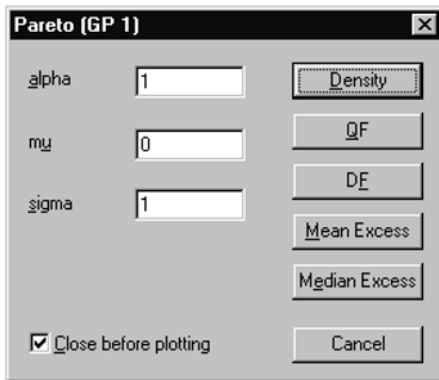 Pareto (GP 1)
alpha 1 Density
mu 0 QF
DF
sigma 1
Mean Excess
Median Excess
Close before plotting Cancel